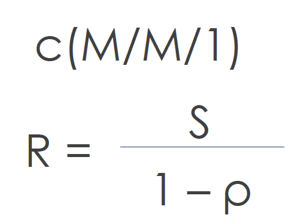 c(M/M/1)
R = S / 1 − ρ